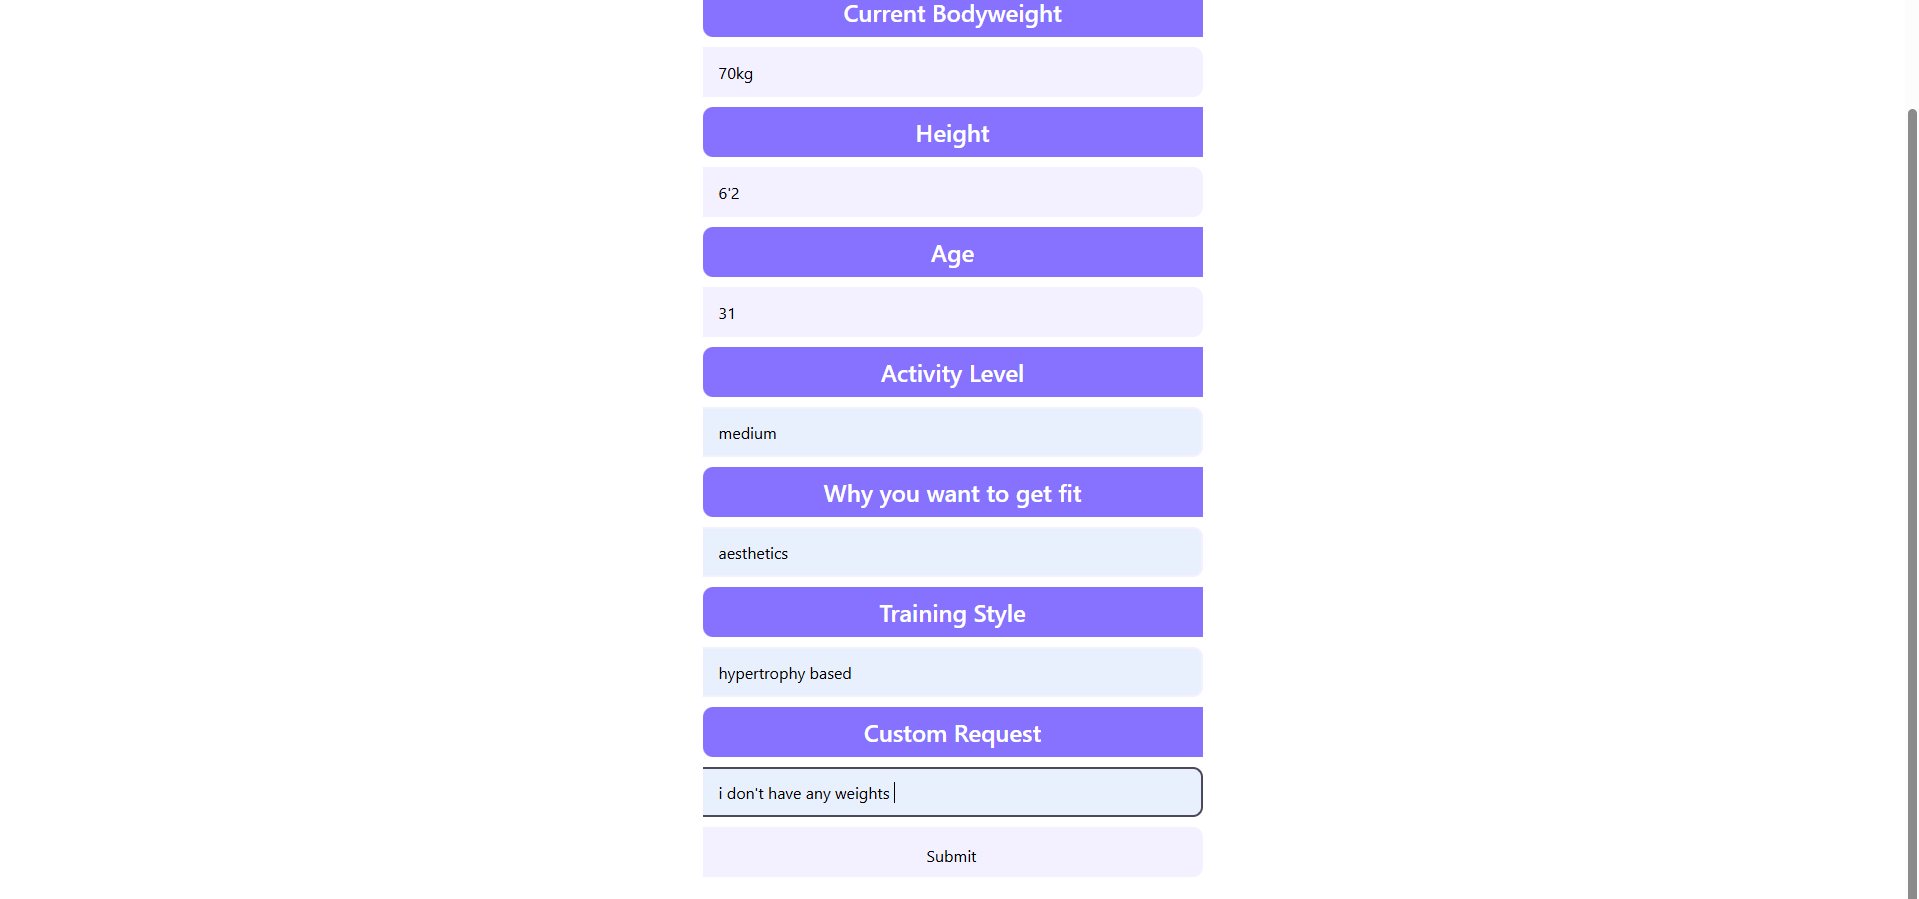 Current Bodyweight
70kg
Height
6'2
Age
31
Activity Level
medium
Why you want to get fit
aesthetics
Training Style
hypertrophy based
Custom Request
i don't have any weights
Submit